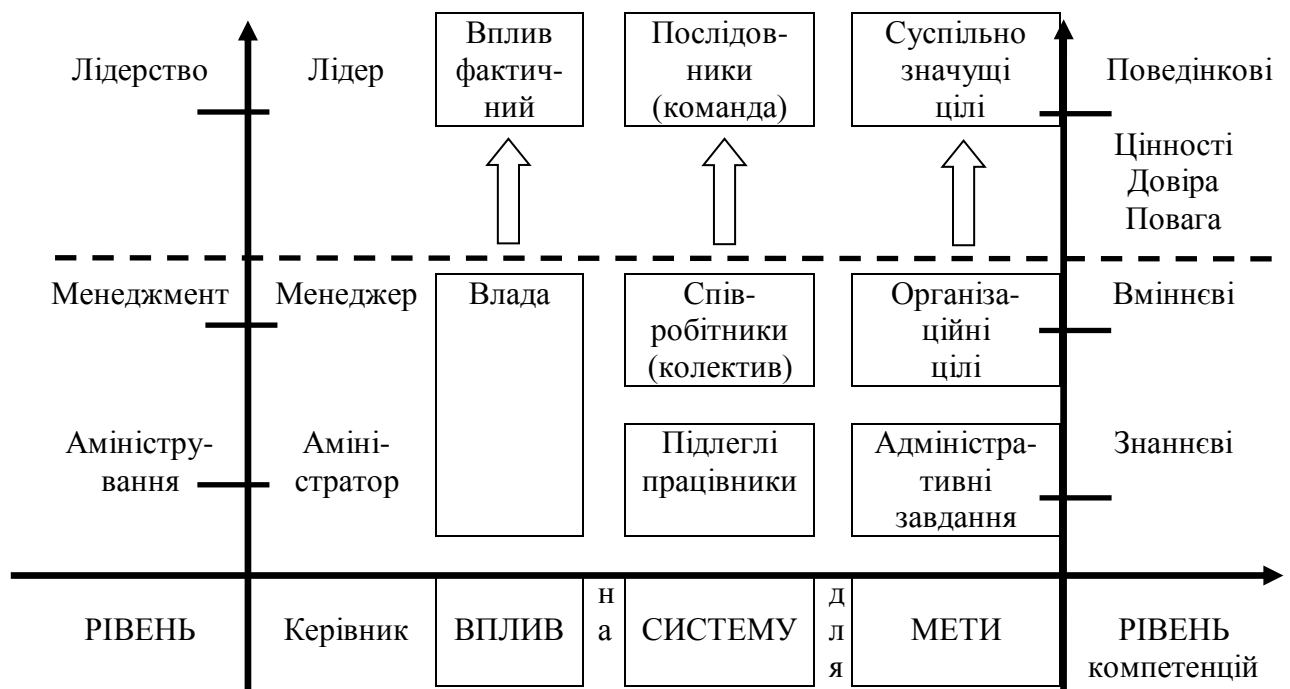 Лідерство
Лідер
Вплив
фактич-
ний
Послідов-
ники
(команда)
Суспільно
значущі
цілі
Поведінкові
Цінності
Довіра
Повага
Менеджмент
Менеджер
Влада
Спів-
робітники
(колектив)
Організа-
ційні
цілі
Вміннєві
Аміністру-
вання
Аміні-
стратор
Підлеглі
працівники
Адміністра-
тивні
завдання
Знаннєві
РІВЕНЬ
Керівник
ВПЛИВ
на
СИСТЕМУ
для
МЕТИ
РІВЕНЬ
компетенцій